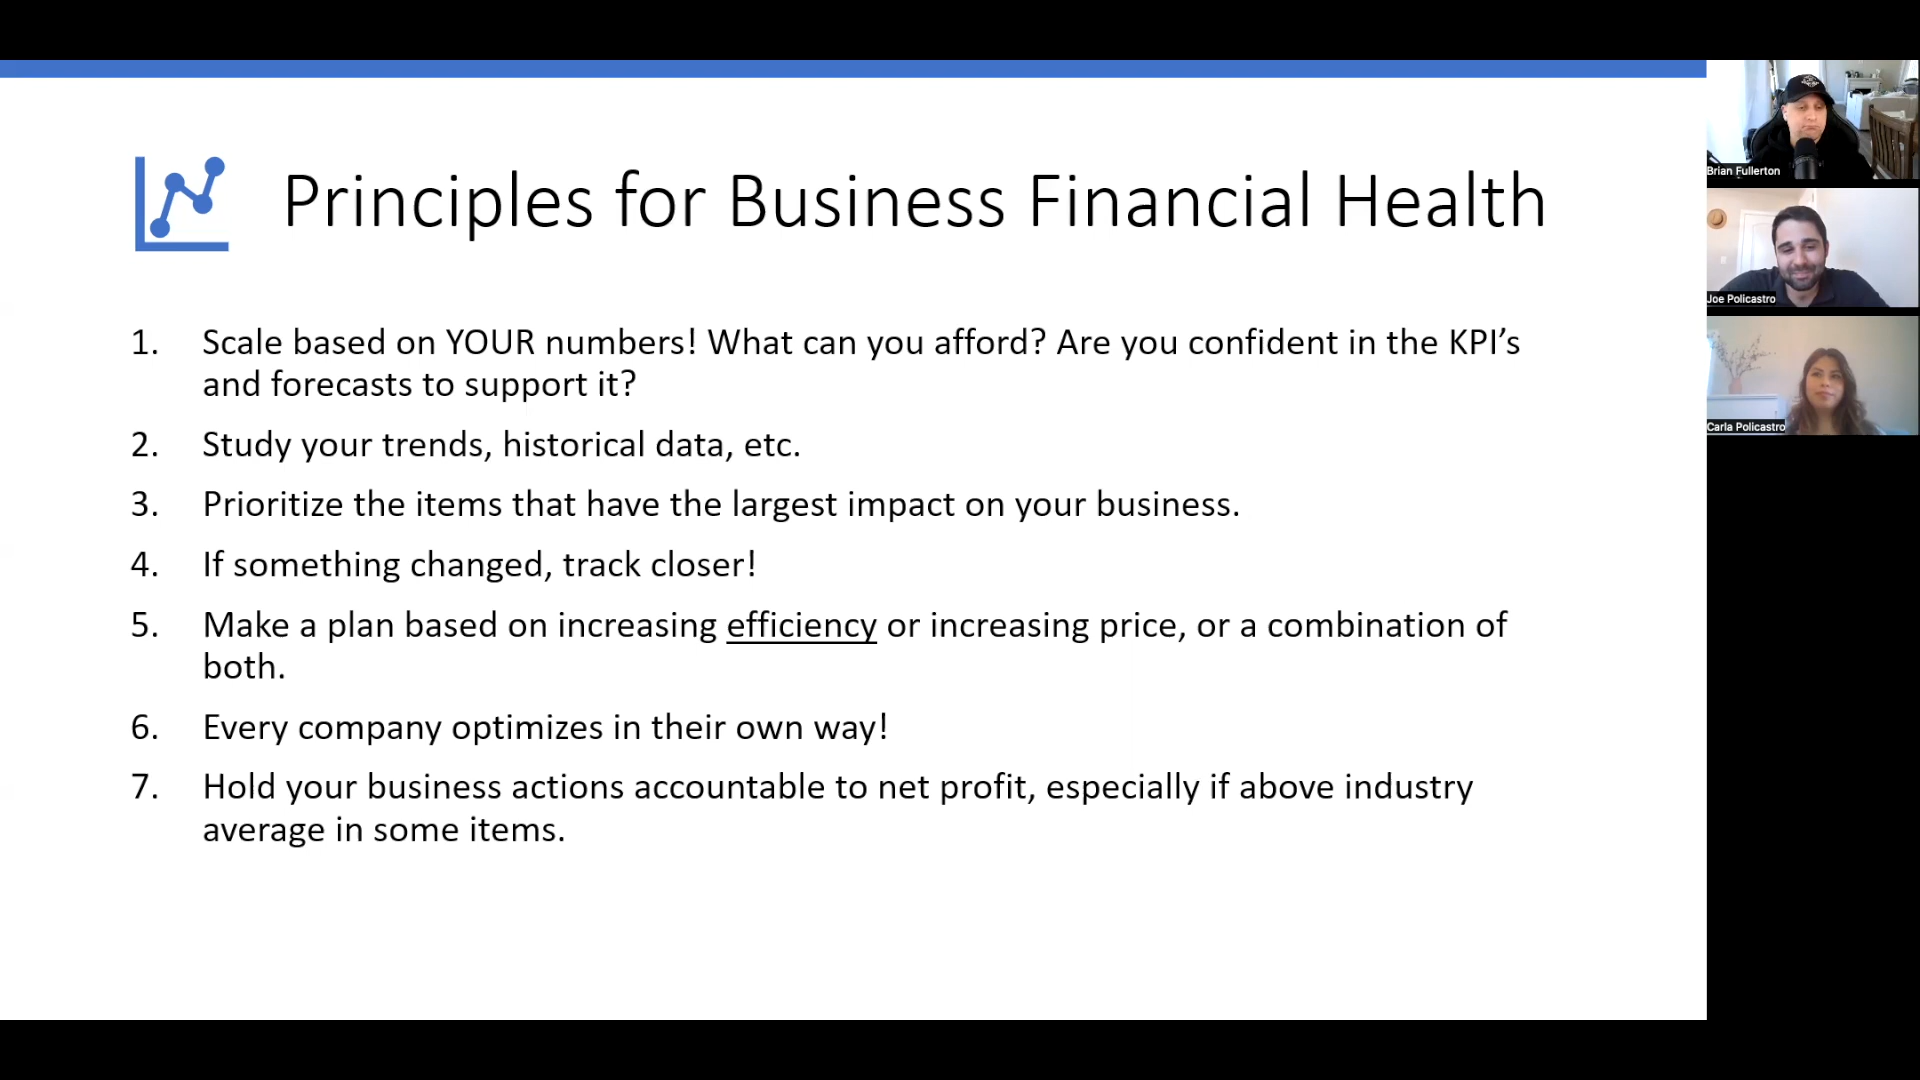 Principles for Business Financial Health
1. Scale based on YOUR numbers! What can you afford? Are you confident in the KPI’s
and forecasts to support it?
2. Study your trends, historical data, etc.
3. Prioritize the items that have the largest impact on your business.
4. If something changed, track closer!
5. Make a plan based on increasing efficiency or increasing price, or a combination of
both.
6. Every company optimizes in their own way!
7. Hold your business actions accountable to net profit, especially if above industry
average in some items.
Brian Fullerton
Joe Policastro
Carla Policastro